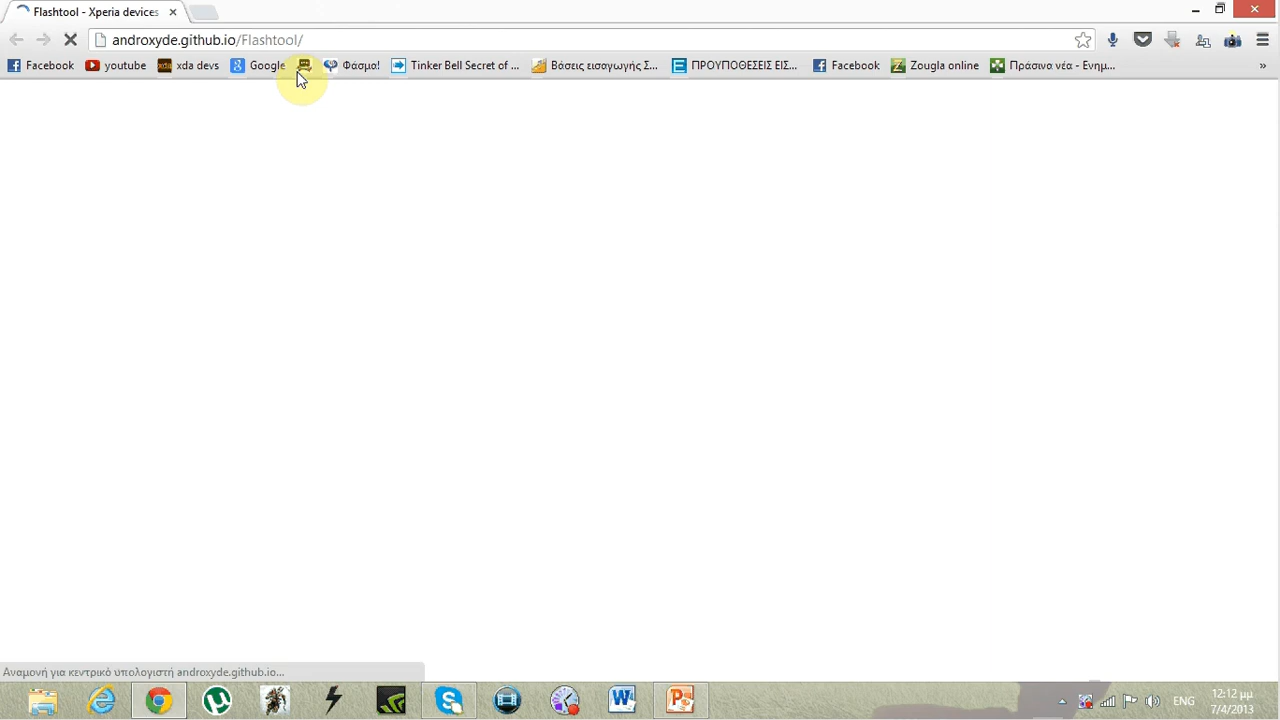 Flashtool - Xperia devices
androxyde.github.io/Flashtool/
Facebook youtube xda devs Google Φάσμα! Tinker Bell Secret of ... Βάσεις εισαγωγής Σ... ΠΡΟΥΠΟΘΕΣΕΙΣ ΕΙΣ... Facebook Zougla online Πράσινα νέα - Ενημ... »
Αναμονή για κεντρικό υπολογιστή androxyde.github.io...
ENG
12:12 μμ
7/4/2013